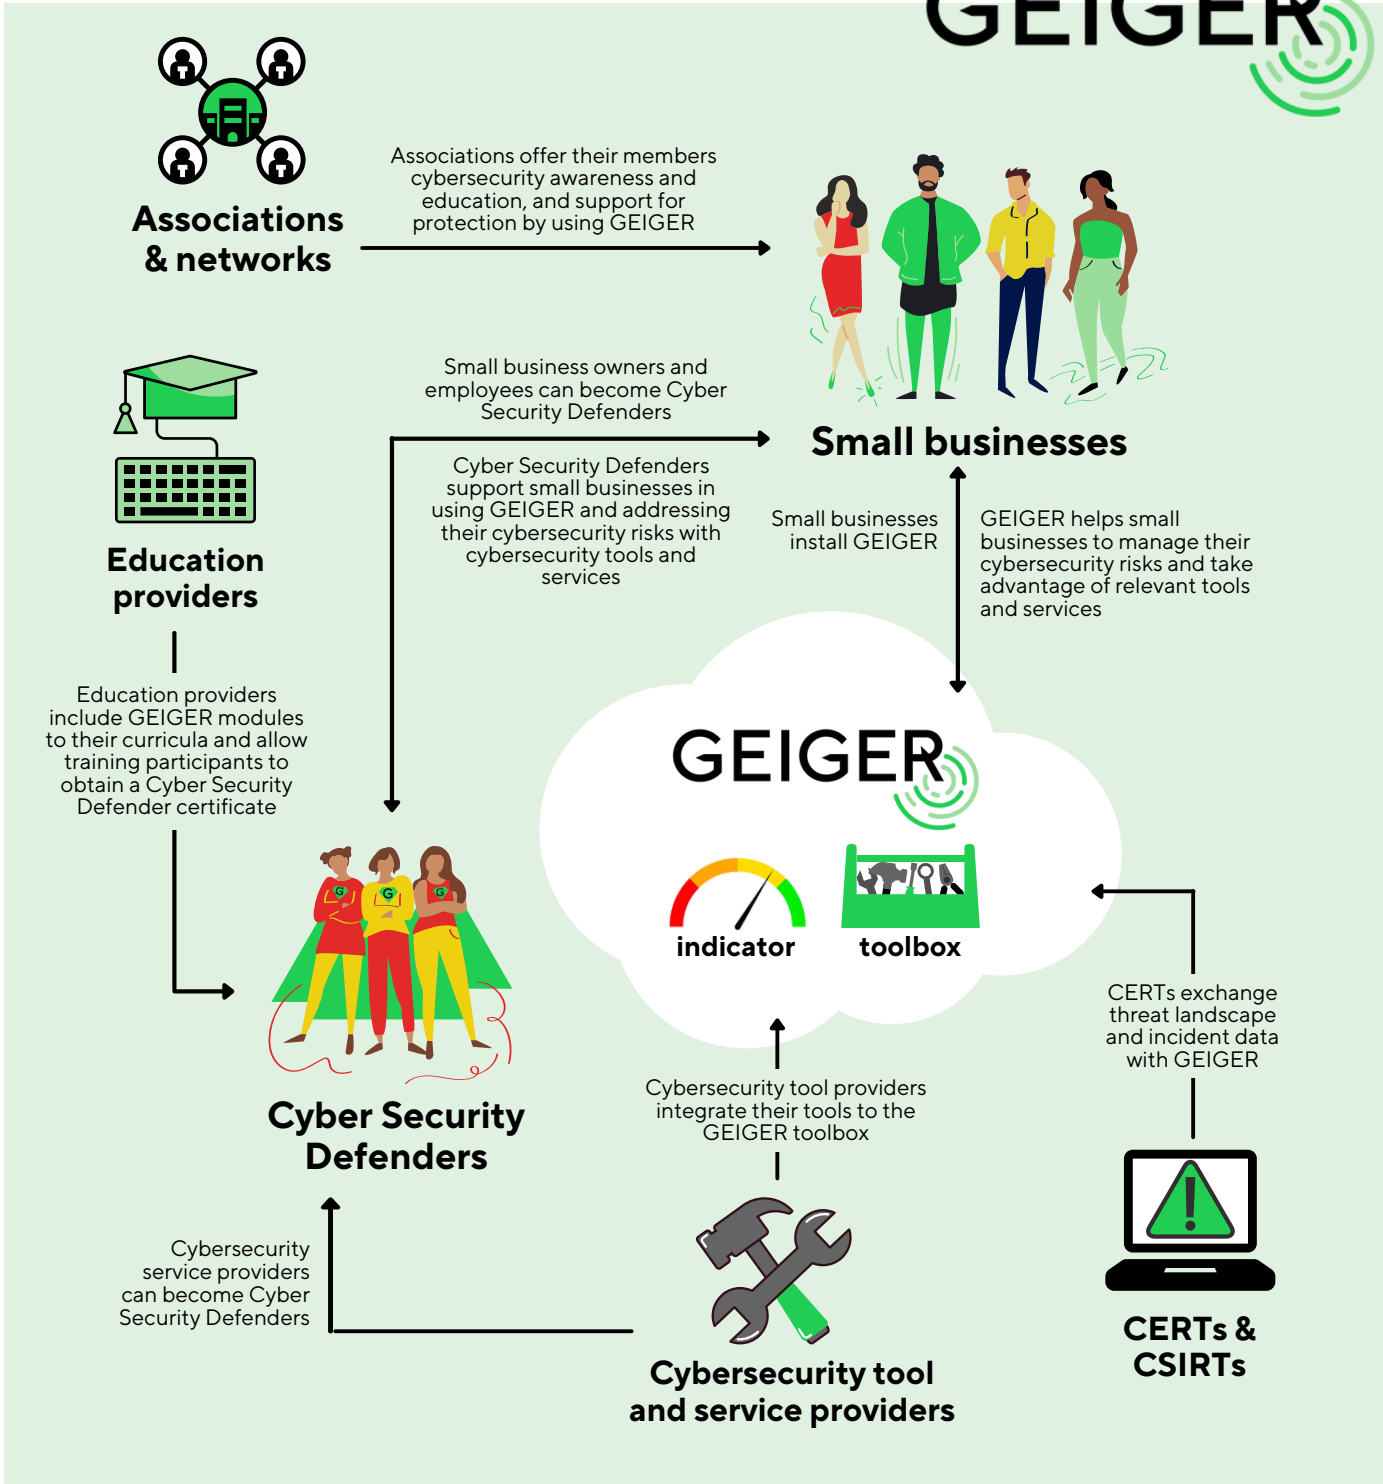 GEIGER
Associations offer their members
cybersecurity awareness and
education, and support for
protection by using GEIGER
Associations
& networks
Small business owners and
employees can become Cyber
Security Defenders
Small businesses
Cyber Security Defenders
support small businesses in
using GEIGER and addressing
their cybersecurity risks with
cybersecurity tools and
services
Small businesses
install GEIGER
GEIGER helps small
businesses to manage their
cybersecurity risks and take
advantage of relevant tools
and services
Education
providers
Education providers
include GEIGER modules
to their curricula and allow
training participants to
obtain a Cyber Security
Defender certificate
GEIGER
G
G
G
indicator
toolbox
CERTs exchange
threat landscape
and incident data
with GEIGER
Cybersecurity tool providers
integrate their tools to the
GEIGER toolbox
Cyber Security
Defenders
Cybersecurity
service providers
can become Cyber
Security Defenders
CERTs &
CSIRTs
Cybersecurity tool
and service providers